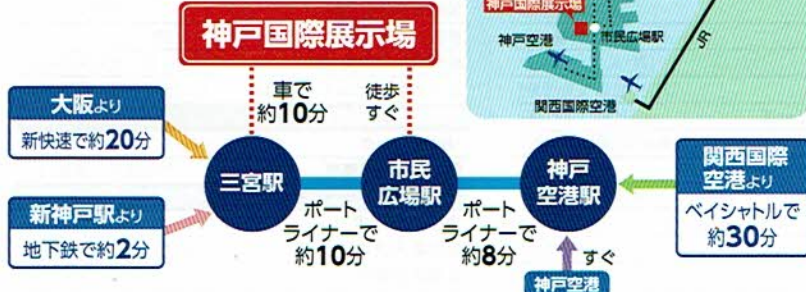 神戸国際展示場
神戸国際展示場
神戸空港
市民広場駅
JR
関西国際空港
車で
約10分
徒歩
すぐ
大阪より
新快速で約20分
新神戸駅より
地下鉄で約2分
三宮駅
ポート
ライナーで
約10分
市民
広場駅
ポート
ライナーで
約8分
神戸
空港駅
関西国際
空港より
ベイシャトルで
約30分
すぐ
神戸空港